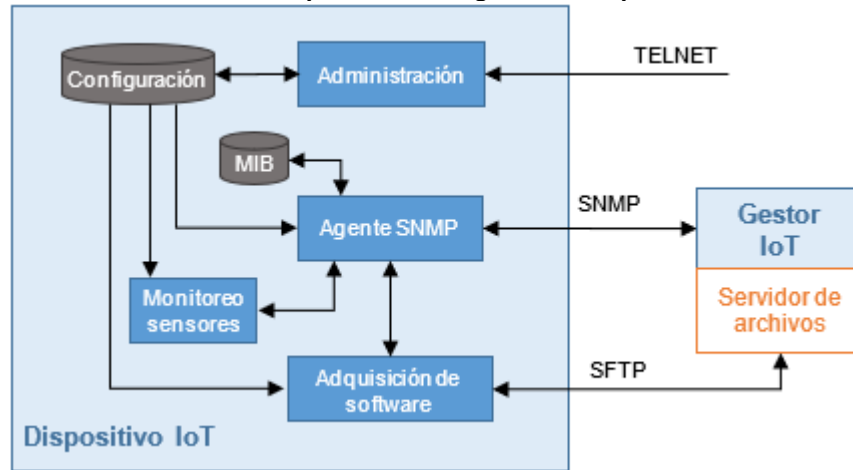 Configuración
Administración
TELNET
MIB
Agente SNMP
SNMP
Gestor
IoT
Monitoreo
sensores
Servidor de
archivos
Adquisición de
software
SFTP
Dispositivo IoT